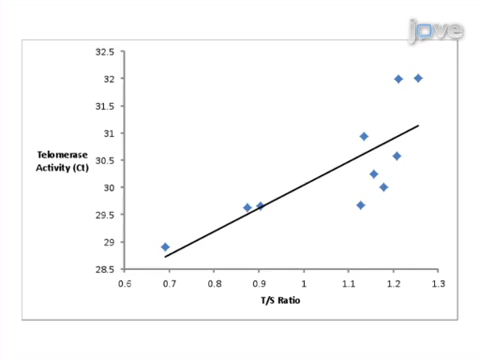 jove
32.5
32
31.5
31
30.5
30
29.5
29
28.5
Telomerase
Activity (Ct)
0.6 0.7 0.8 0.9 1 1.1 1.2 1.3
T/S Ratio